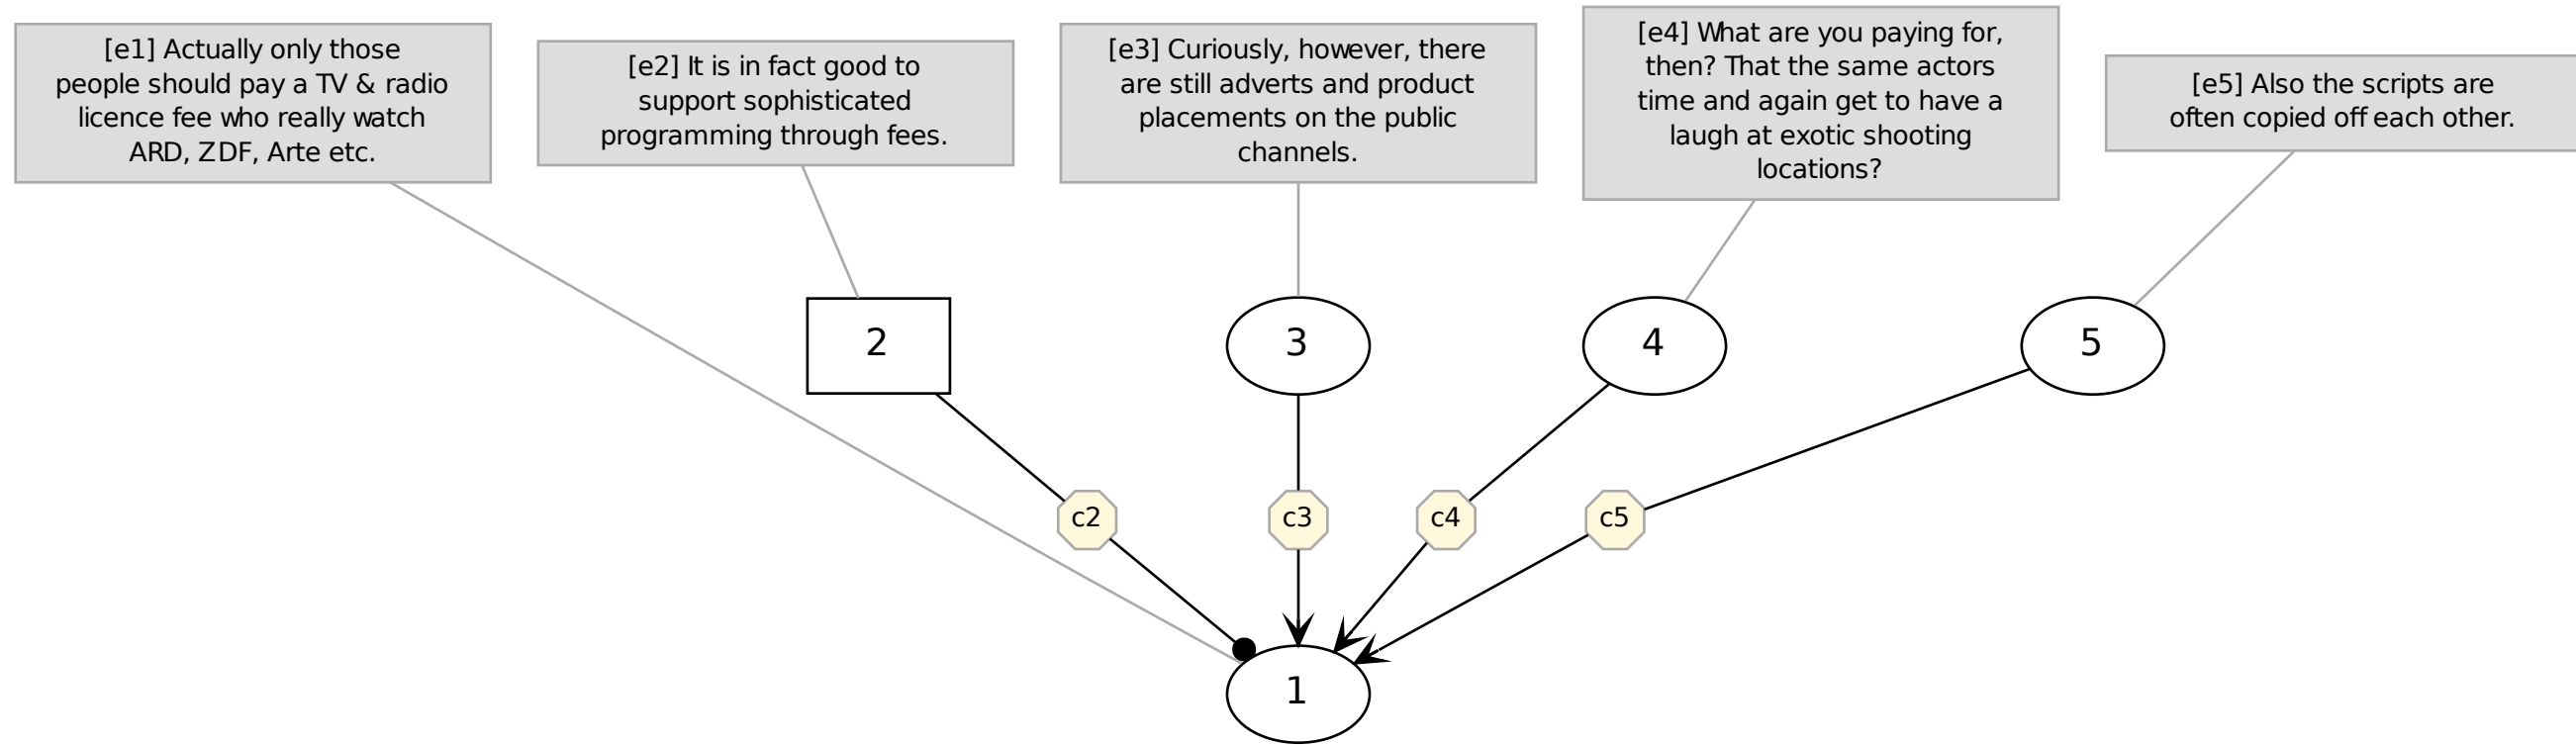 [e1] Actually only those
people should pay a TV & radio
licence fee who really watch
ARD, ZDF, Arte etc.
[e2] It is in fact good to
support sophisticated
programming through fees.
[e3] Curiously, however, there
are still adverts and product
placements on the public
channels.
[e4] What are you paying for,
then? That the same actors
time and again get to have a
laugh at exotic shooting
locations?
[e5] Also the scripts are
often copied off each other.
2
3
4
5
c2
c3
c4
c5
1